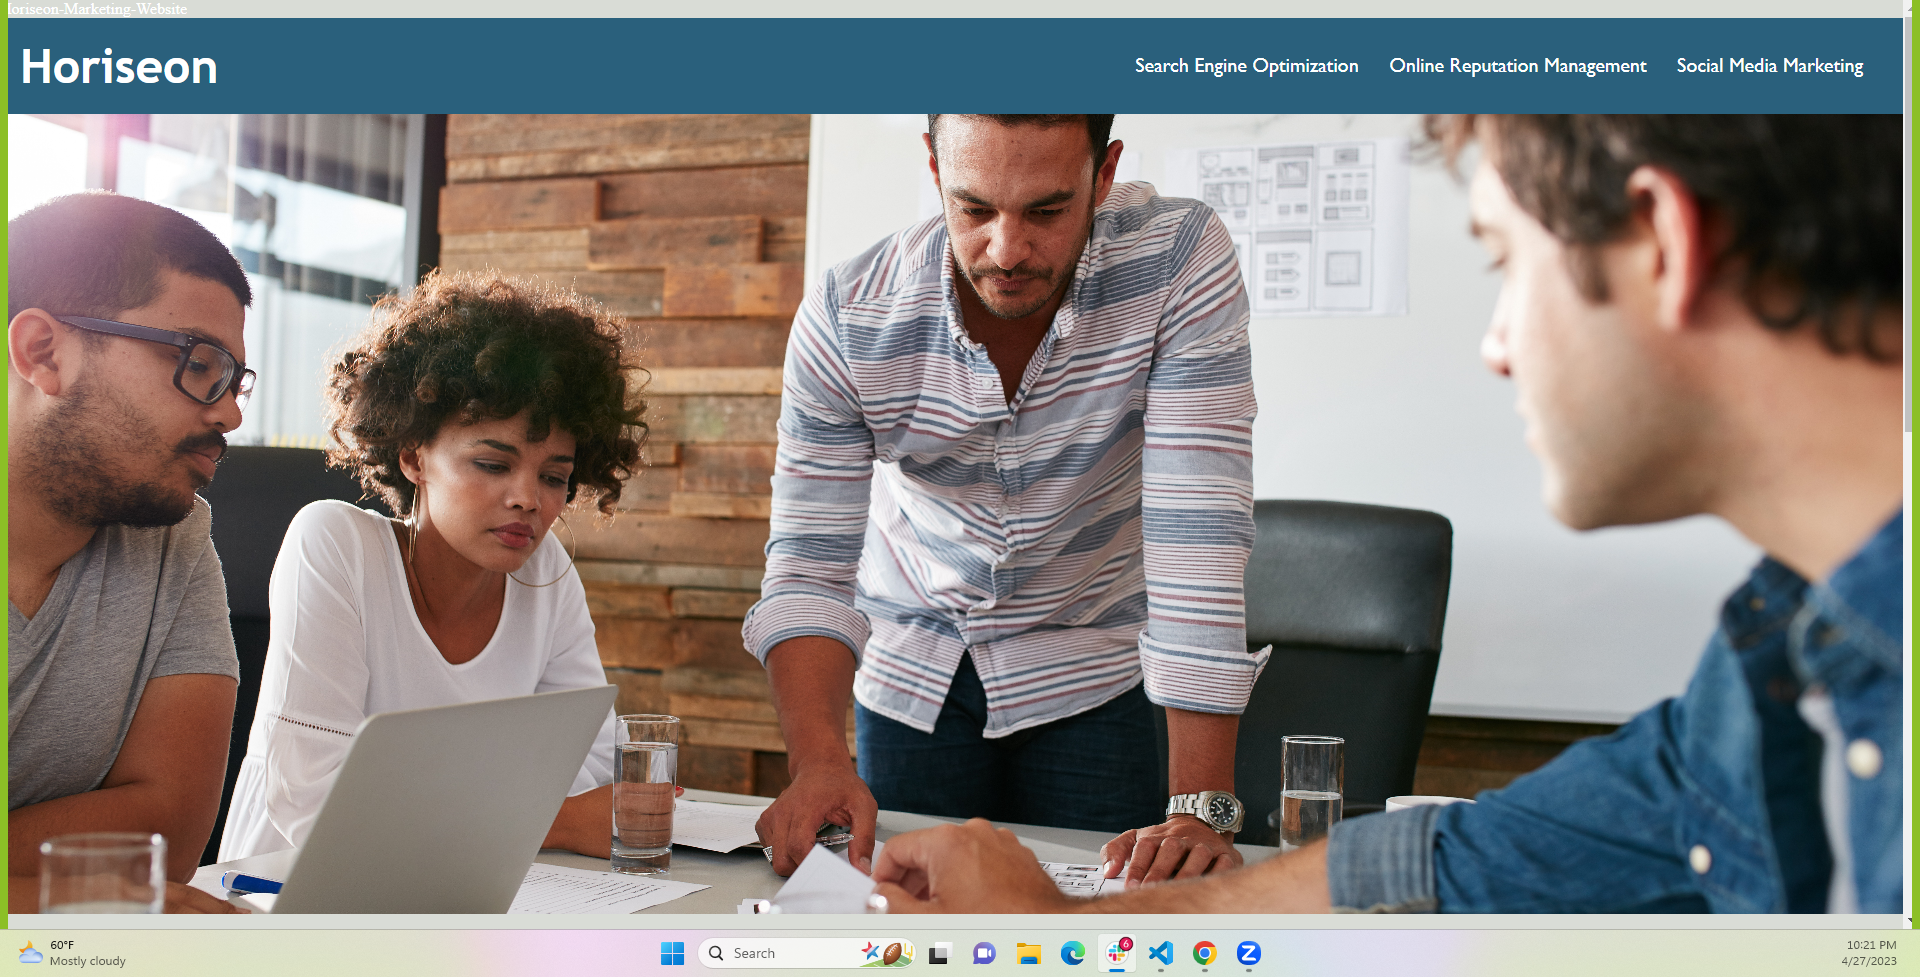 oriseon-Marketing-Website
Horiseon
Search Engine Optimization Online Reputation Management Social Media Marketing
60°F
Mostly cloudy
Search
6
10:21 PM
4/27/2023